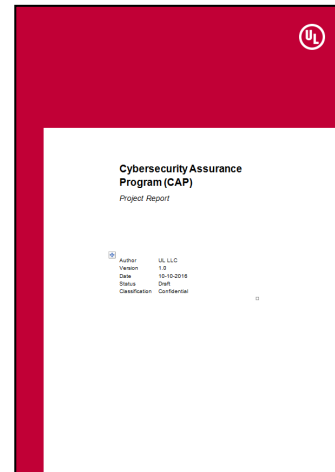 UL
Cybersecurity Assurance
Program (CAP)
Project Report
Author UL LLC
Version 1.0
Date 10-10-2016
Status Draft
Classification Confidential